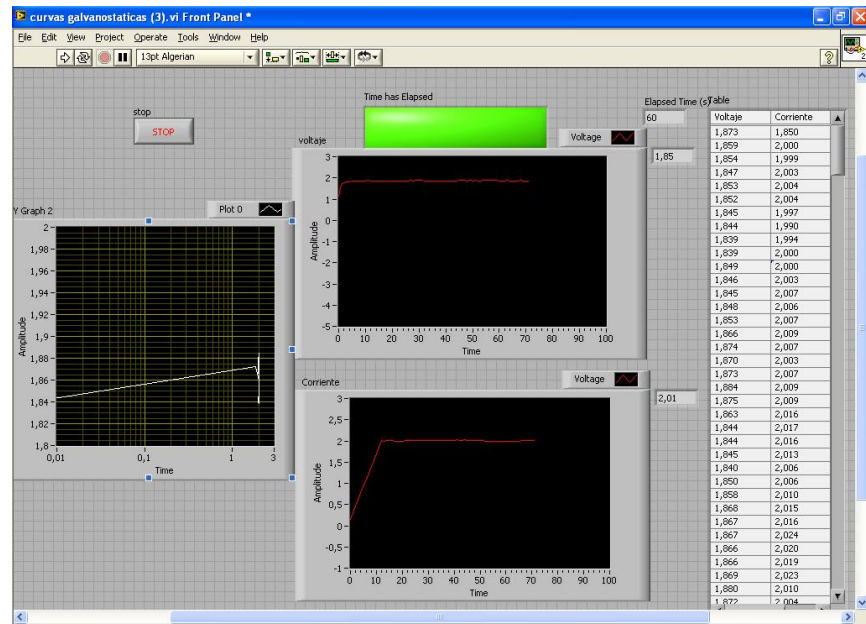 curvas galvanostaticas (3).vi Front Panel *
File Edit View Project Operate Tools Window Help
13pt Algerian
2
stop
STOP
Time has Elapsed
Elapsed Time (s)
60
voltaje
Voltage
1,85
3
2
1
0
-1
-2
-3
-4
-5
Amplitude
0 10 20 30 40 50 60 70 80 90 100
Time
Y Graph 2
Plot 0
2
1,98
1,96
1,94
1,92
1,9
1,88
1,86
1,84
1,82
1,8
Amplitude
0,01 0,1 1 3
Time
Corriente
Voltage
2,01
3
2,5
2
1,5
1
0,5
0
-0,5
-1
Amplitude
0 10 20 30 40 50 60 70 80 90 100
Time
Table
Voltaje Corriente
1,873 1,850
1,859 2,000
1,854 1,999
1,847 2,003
1,853 2,004
1,852 2,004
1,845 1,997
1,844 1,990
1,839 1,994
1,839 2,000
1,849 2,000
1,846 2,003
1,845 2,007
1,848 2,006
1,853 2,007
1,866 2,009
1,874 2,007
1,870 2,003
1,873 2,007
1,884 2,009
1,875 2,009
1,863 2,016
1,844 2,017
1,844 2,016
1,845 2,013
1,840 2,006
1,850 2,006
1,858 2,010
1,868 2,015
1,867 2,016
1,867 2,024
1,866 2,020
1,866 2,019
1,869 2,023
1,880 2,010
1,872 2,004